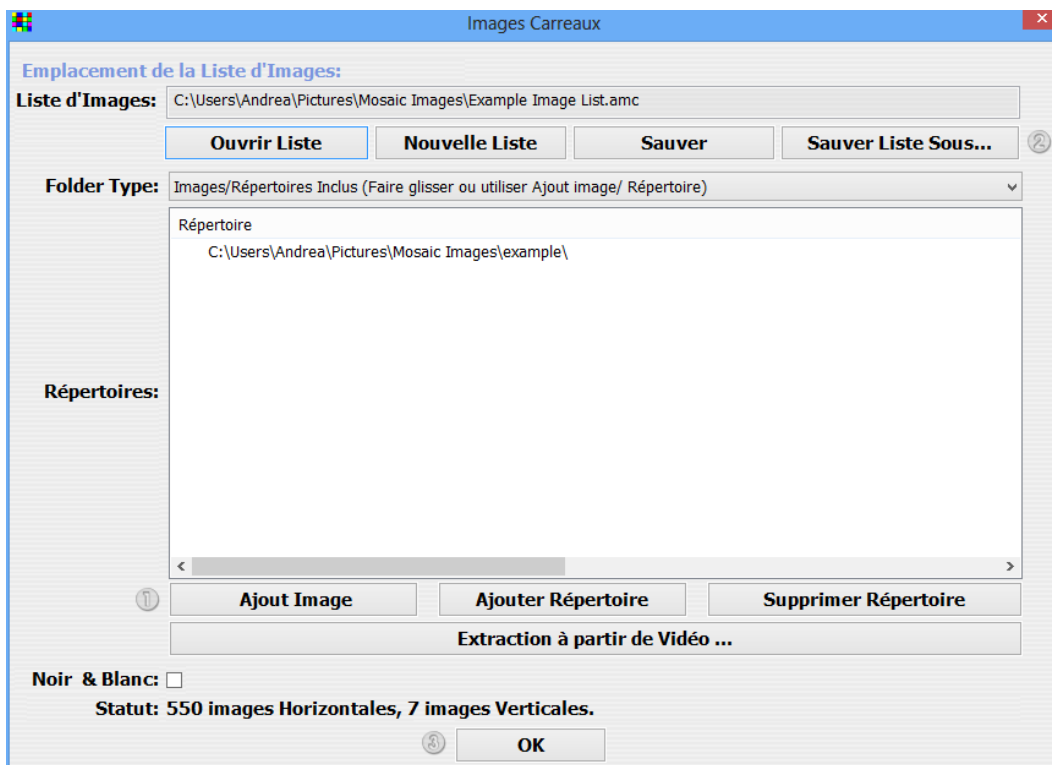 Images Carreaux
Emplacement de la Liste d'Images:
Liste d'Images: C:\Users\Andrea\Pictures\Mosaic Images\Example Image List.amc
Ouvrir Liste Nouvelle Liste Sauver Sauver Liste Sous... 2
Folder Type: Images/Répertoires Inclus (Faire glisser ou utiliser Ajout image/ Répertoire)
Répertoire
C:\Users\Andrea\Pictures\Mosaic Images\example\
Répertoires:
1 Ajout Image Ajouter Répertoire Supprimer Répertoire
Extraction à partir de Vidéo ...
Noir & Blanc:
Statut: 550 images Horizontales, 7 images Verticales.
3 OK